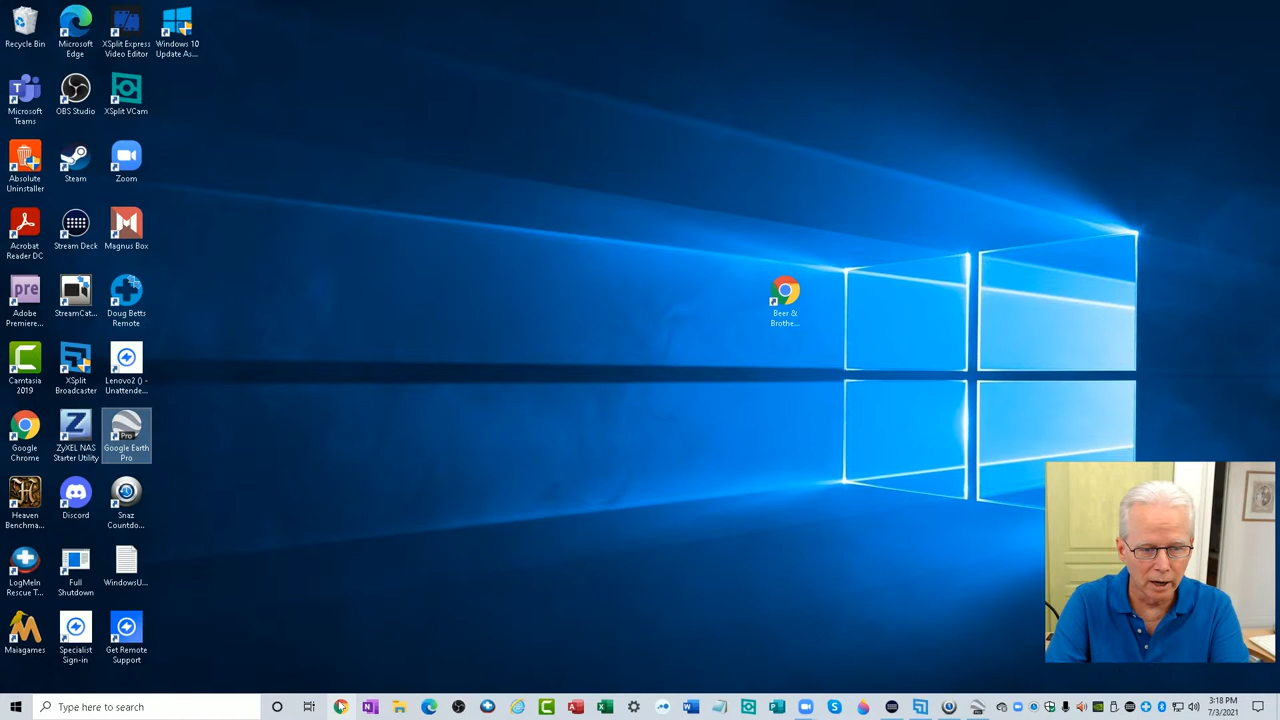 Recycle Bin
Microsoft
Edge
XSplit Express
Video Editor
Windows 10
Update As...
Microsoft
Teams
OBS Studio
XSplit VCam
Absolute
Uninstaller
Steam
Zoom
Acrobat
Reader DC
Stream Deck
Magnus Box
pre
Adobe
Premiere...
StreamCat...
Doug Betts
Remote
Beer &
Brothe...
Camtasia
2019
XSplit
Broadcaster
Lenovo2 () -
Unattende...
Google
Chrome
ZyXEL NAS
Starter Utility
Pro
Google Earth
Pro
Heaven
Benchma...
Discord
Snaz
Countdo...
LogMeIn
Rescue T...
Full
Shutdown
WindowsU...
Maiagames
Specialist
Sign-in
Get Remote
Support
Type here to search
3:18 PM
7/3/2021